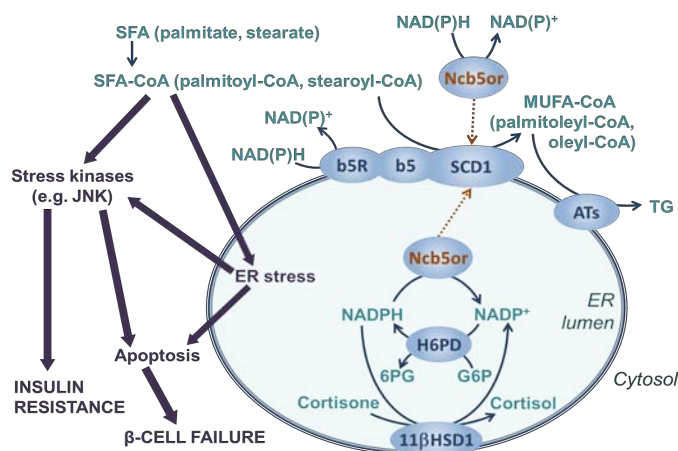 SFA (palmitate, stearate)
SFA-CoA (palmitoyl-CoA, stearoyl-CoA)
NAD(P)H
NAD(P)⁺
Ncb5or
MUFA-CoA
(palmitoleyl-CoA,
oleyl-CoA)
NAD(P)⁺
NAD(P)H
b5R
b5
SCD1
ATs
TG
Stress kinases
(e.g. JNK)
ER stress
Ncb5or
NADPH
NADP⁺
H6PD
6PG
G6P
ER
lumen
Cytosol
Apoptosis
INSULIN
RESISTANCE
β-CELL FAILURE
Cortisone
Cortisol
11βHSD1